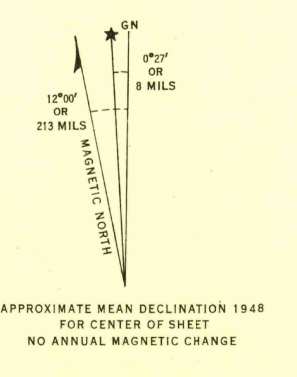 GN
0°27'
OR
8 MILS
12°00'
OR
213 MILS
MAGNETIC NORTH
APPROXIMATE MEAN DECLINATION 1948
FOR CENTER OF SHEET
NO ANNUAL MAGNETIC CHANGE